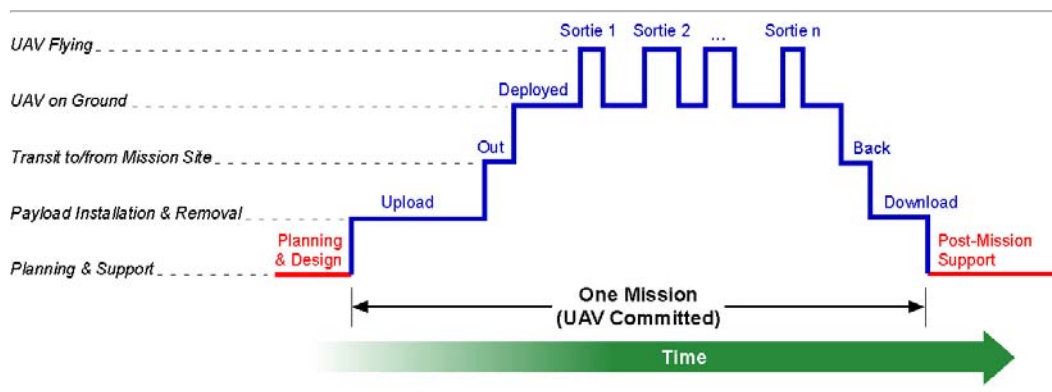 Sortie 1 Sortie 2 ... Sortie n
UAV Flying
Deployed
UAV on Ground
Out
Back
Transit to/from Mission Site
Upload
Download
Payload Installation & Removal
Planning
& Design
Post-Mission
Support
Planning & Support
One Mission
(UAV Committed)
Time